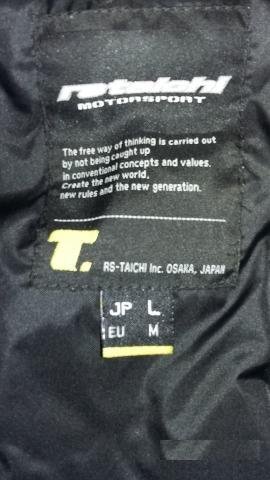 rstaichi
MOTORSPORT
The free way of thinking is carried out
by not being caught up
in conventional concepts and values.
Create the new world,
new rules and the new generation.
T.
RS-TAICHI Inc. OSAKA, JAPAN
JP L
EU M